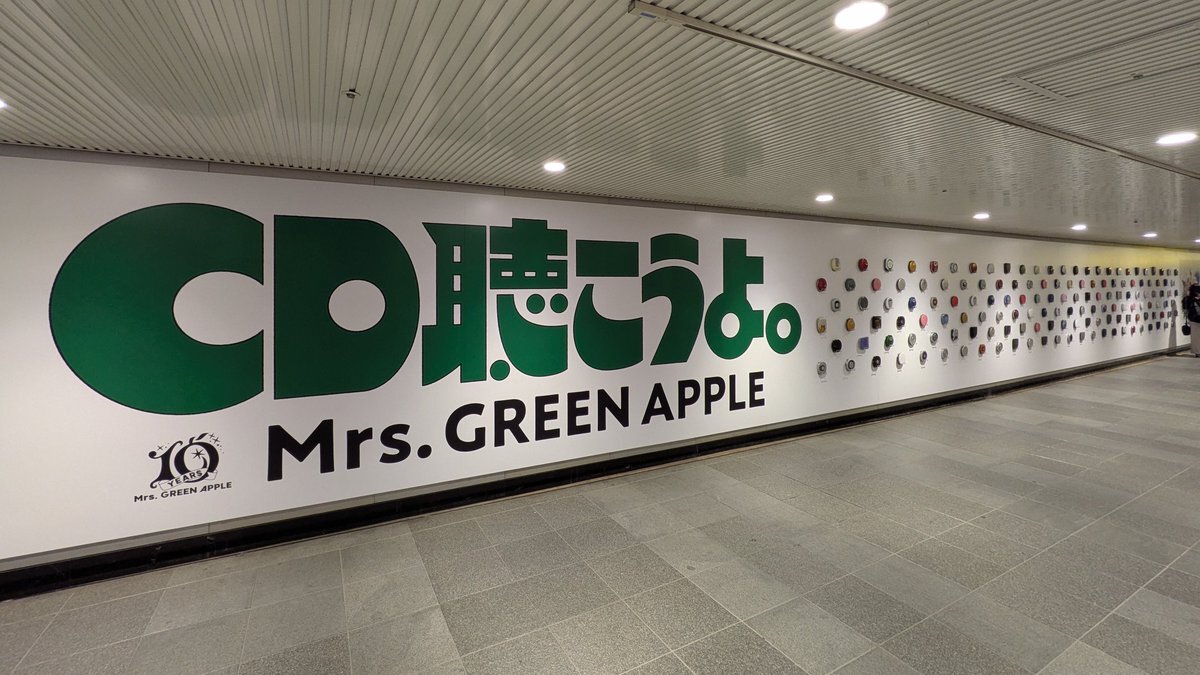 CD聴こうよ。
Mrs. GREEN APPLE
10
YEARS
Mrs. GREEN APPLE